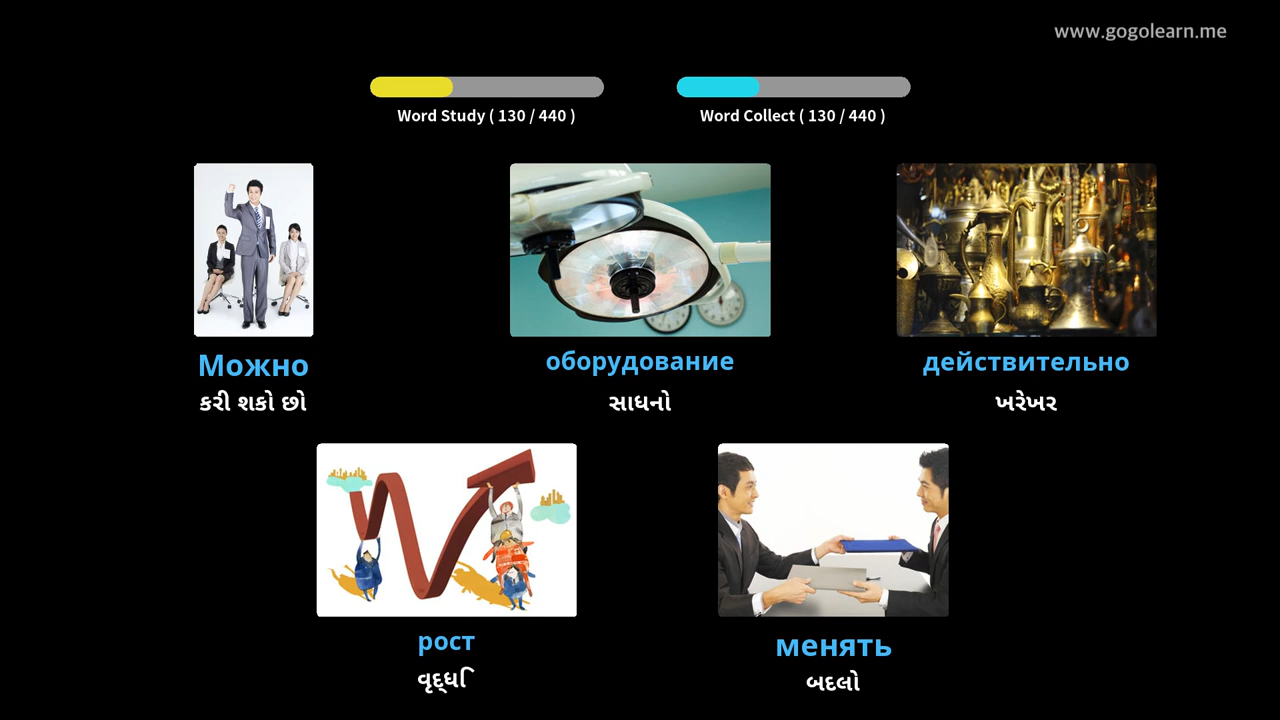 www.gogolearn.me
Word Study ( 130 / 440 )
Word Collect ( 130 / 440 )
Можно
કરી શકો છો
оборудование
સાધનો
действительно
ખરેખર
рост
વૃદ્ધિ
менять
બદલો